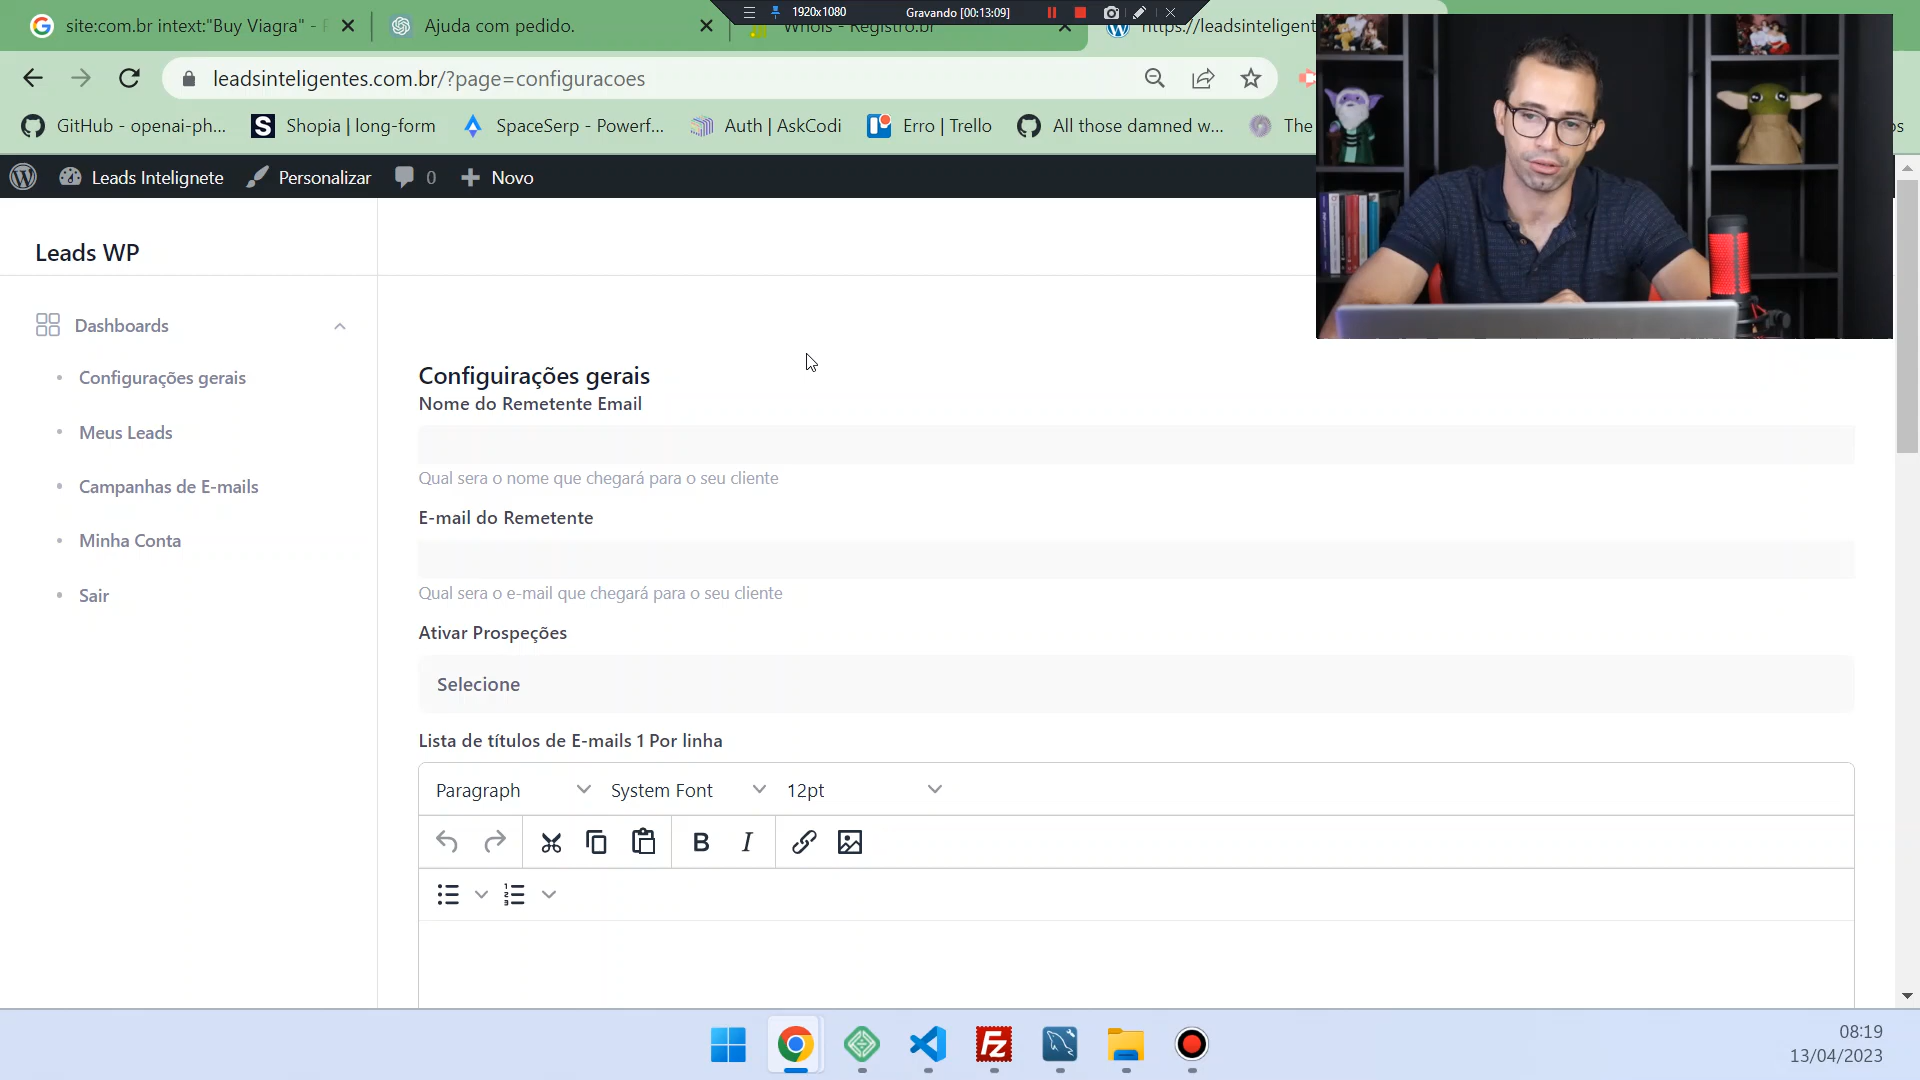 1920x1080
Gravando [00:13:09]
site:com.br intext:"Buy Viagra" -
Ajuda com pedido.
Whois - Registro.br
https://leadsinteligent
leadsinteligentes.com.br/?page=configuracoes
GitHub - openai-ph...
Shopia | long-form
SpaceSerp - Powerf...
Auth | AskCodi
Erro | Trello
All those damned w...
The
os
Leads Intelignete
Personalizar
0
Novo
Leads WP
Dashboards
Configurações gerais
Meus Leads
Campanhas de E-mails
Minha Conta
Sair
Configuirações gerais
Nome do Remetente Email
Qual sera o nome que chegará para o seu cliente
E-mail do Remetente
Qual sera o e-mail que chegará para o seu cliente
Ativar Prospeções
Selecione
Lista de títulos de E-mails 1 Por linha
Paragraph
System Font
12pt
B
I
08:19
13/04/2023